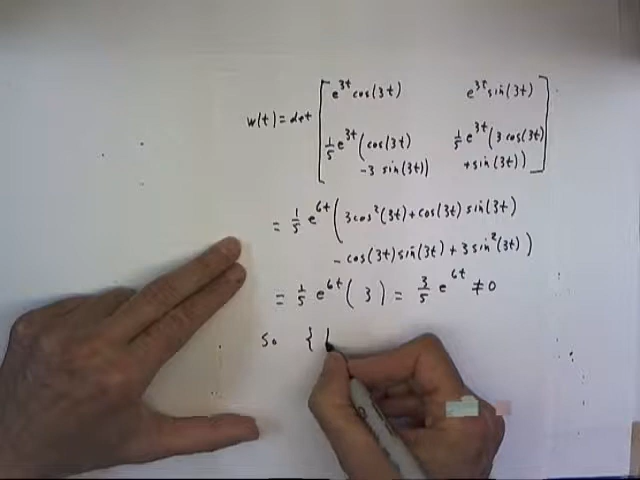 e^{3t}cos(3t) e^{3t}sin(3t)
w(t)=det
1/5 e^{3t}(cos(3t) 1/5 e^{3t}(3 cos(3t)
-3 sin(3t)) +sin(3t))
= 1/5 e^{6t}( 3cos²(3t)+cos(3t) sin(3t)
-cos(3t)sin(3t)+3 sin²(3t) )
= 1/5 e^{6t}( 3 ) = 3/5 e^{6t} ≠0
So {